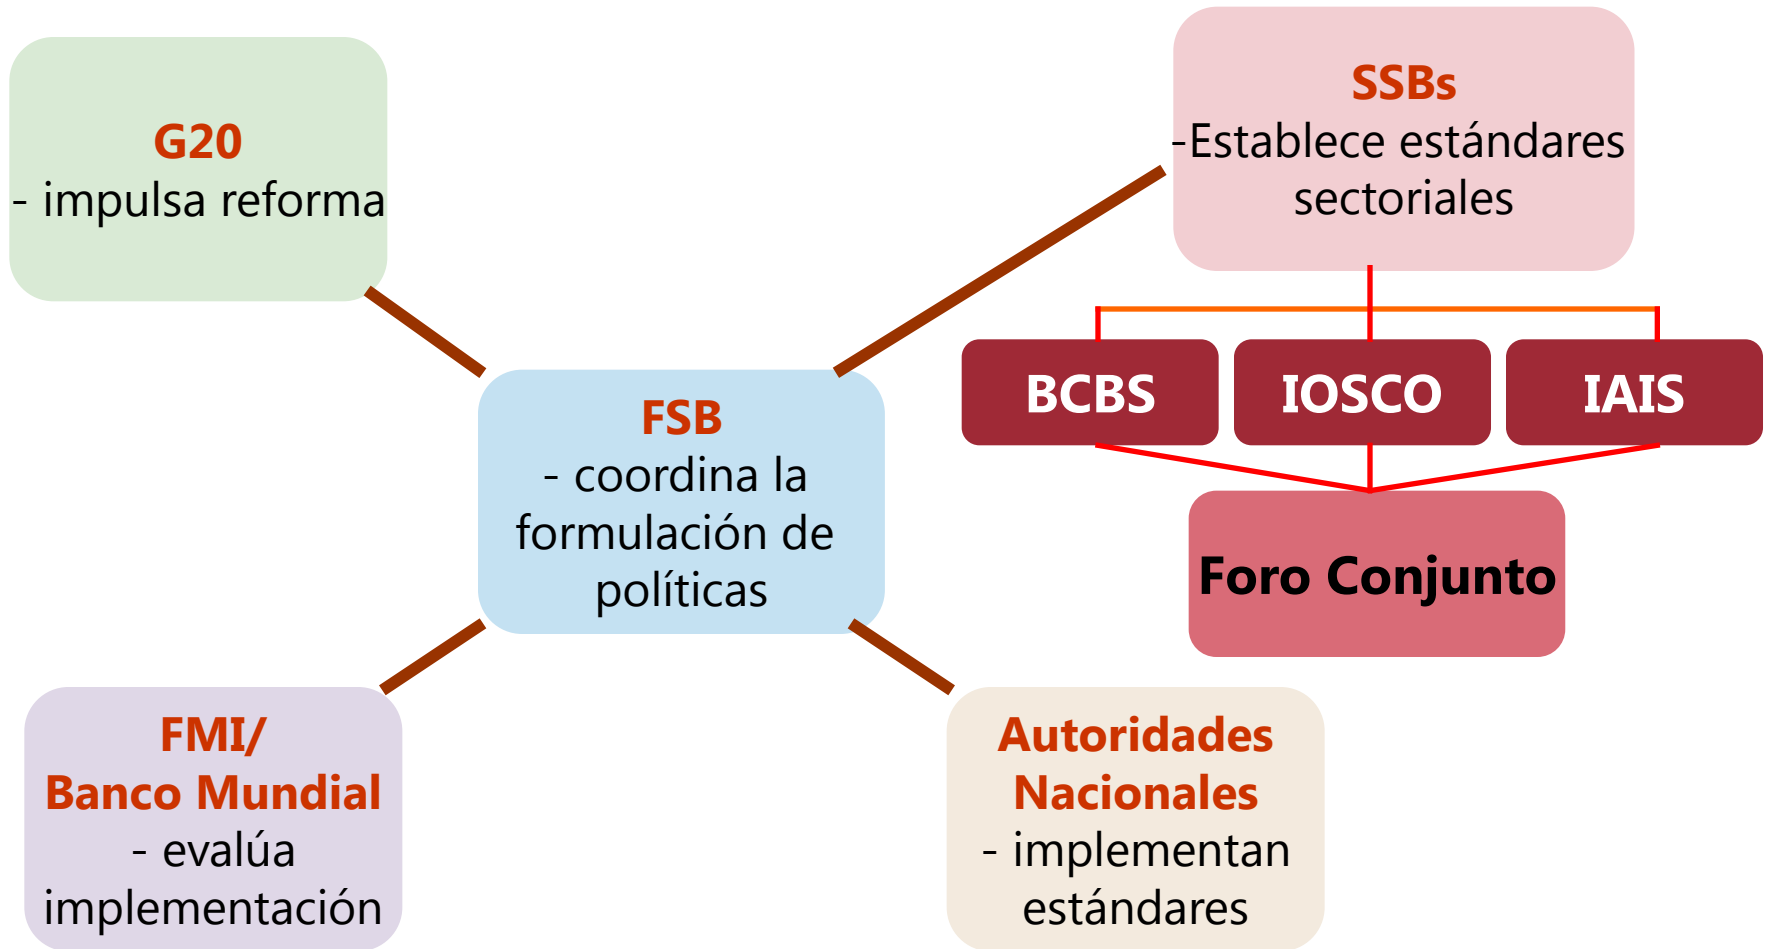 G20
- impulsa reforma
SSBs
-Establece estándares
sectoriales
BCBS
IOSCO
IAIS
Foro Conjunto
FSB
- coordina la
formulación de
políticas
FMI/
Banco Mundial
- evalúa
implementación
Autoridades
Nacionales
- implementan
estándares